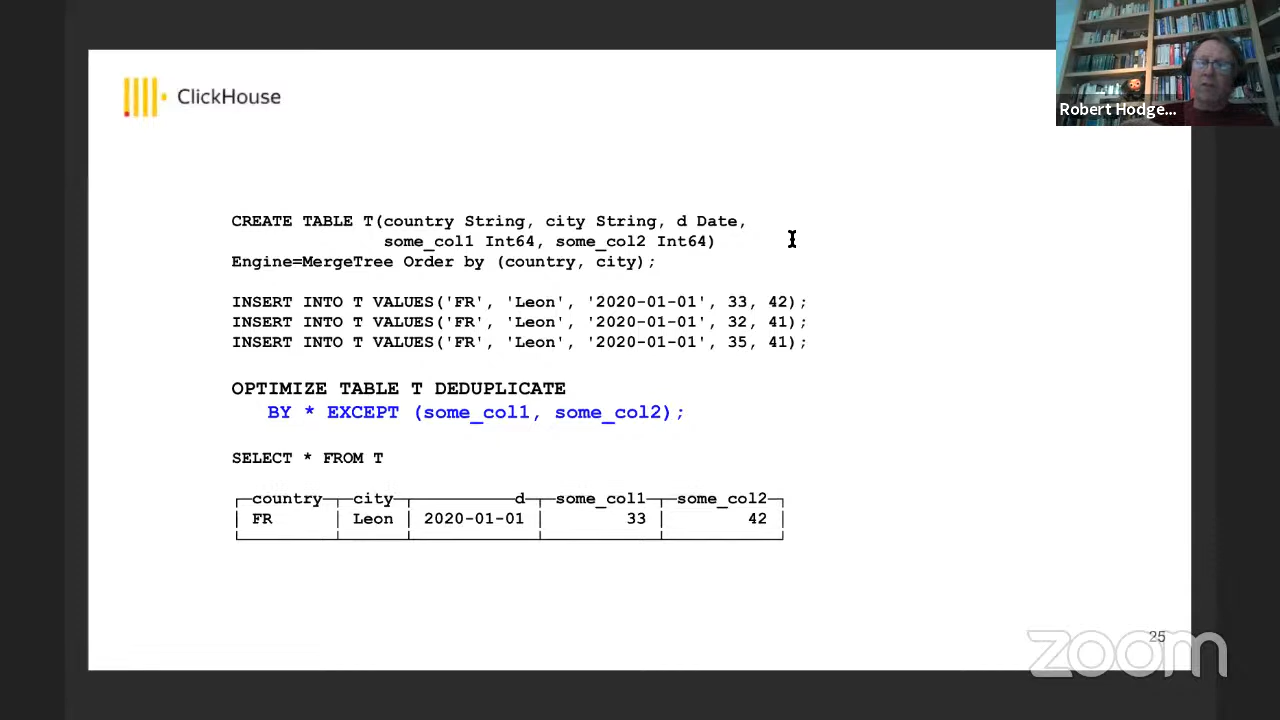 ClickHouse
Robert Hodge...
CREATE TABLE T(country String, city String, d Date,
some_col1 Int64, some_col2 Int64)
Engine=MergeTree Order by (country, city);
INSERT INTO T VALUES('FR', 'Leon', '2020-01-01', 33, 42);
INSERT INTO T VALUES('FR', 'Leon', '2020-01-01', 32, 41);
INSERT INTO T VALUES('FR', 'Leon', '2020-01-01', 35, 41);
OPTIMIZE TABLE T DEDUPLICATE
BY * EXCEPT (some_col1, some_col2);
SELECT * FROM T
country city d some_col1 some_col2
FR Leon 2020-01-01 33 42
25
zoom